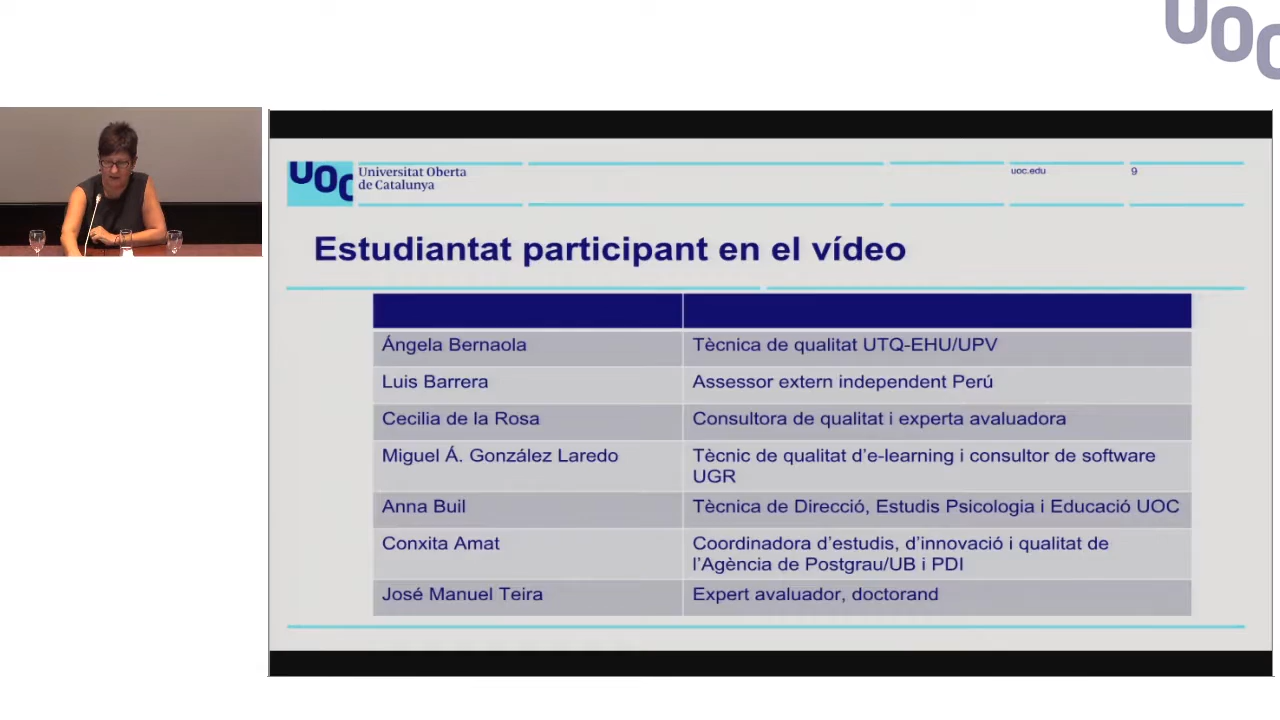 UOC
UOC
Universitat Oberta
de Catalunya
uoc.edu
9
Estudiantat participant en el vídeo
Ángela Bernaola
Tècnica de qualitat UTQ-EHU/UPV
Luis Barrera
Assessor extern independent Perú
Cecilia de la Rosa
Consultora de qualitat i experta avaluadora
Miguel Á. González Laredo
Tècnic de qualitat d’e-learning i consultor de software
UGR
Anna Buil
Tècnica de Direcció, Estudis Psicologia i Educació UOC
Conxita Amat
Coordinadora d’estudis, d’innovació i qualitat de
l’Agència de Postgrau/UB i PDI
José Manuel Teira
Expert avaluador, doctorand